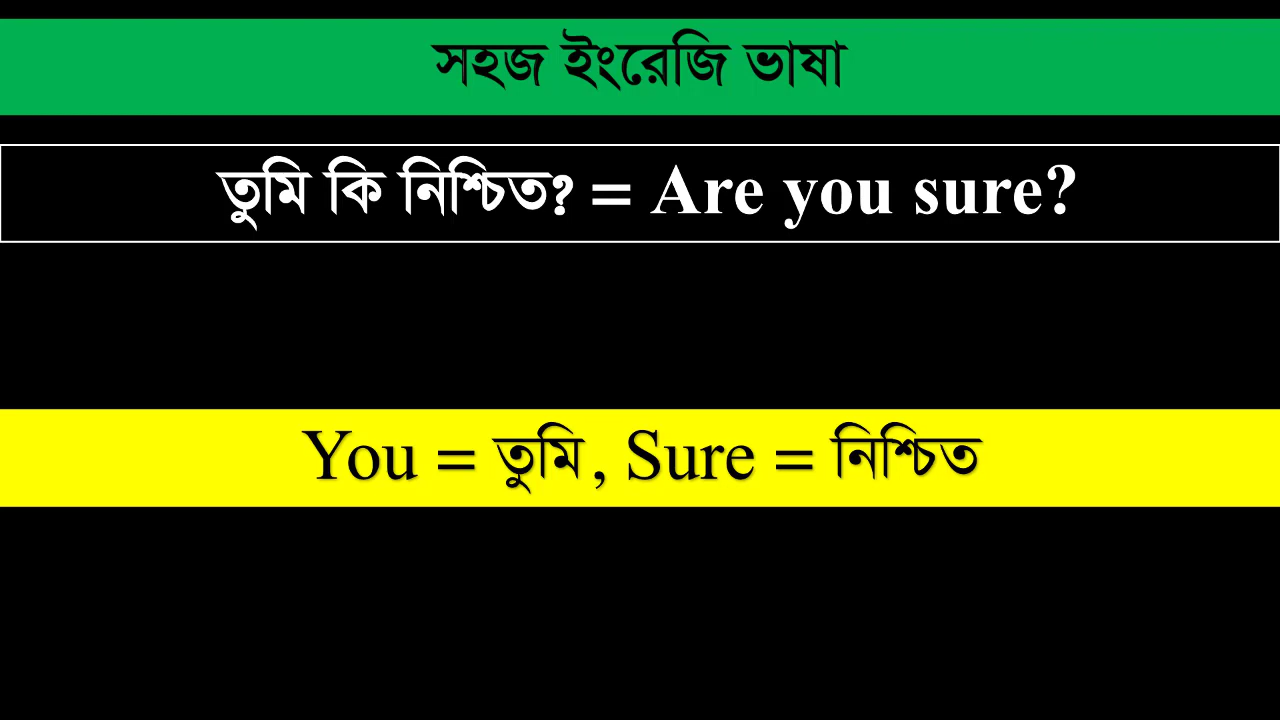 সহজ ইংরেজি ভাষা
তুমি কি নিশ্চিত? = Are you sure?
You = তুমি, Sure = নিশ্চিত